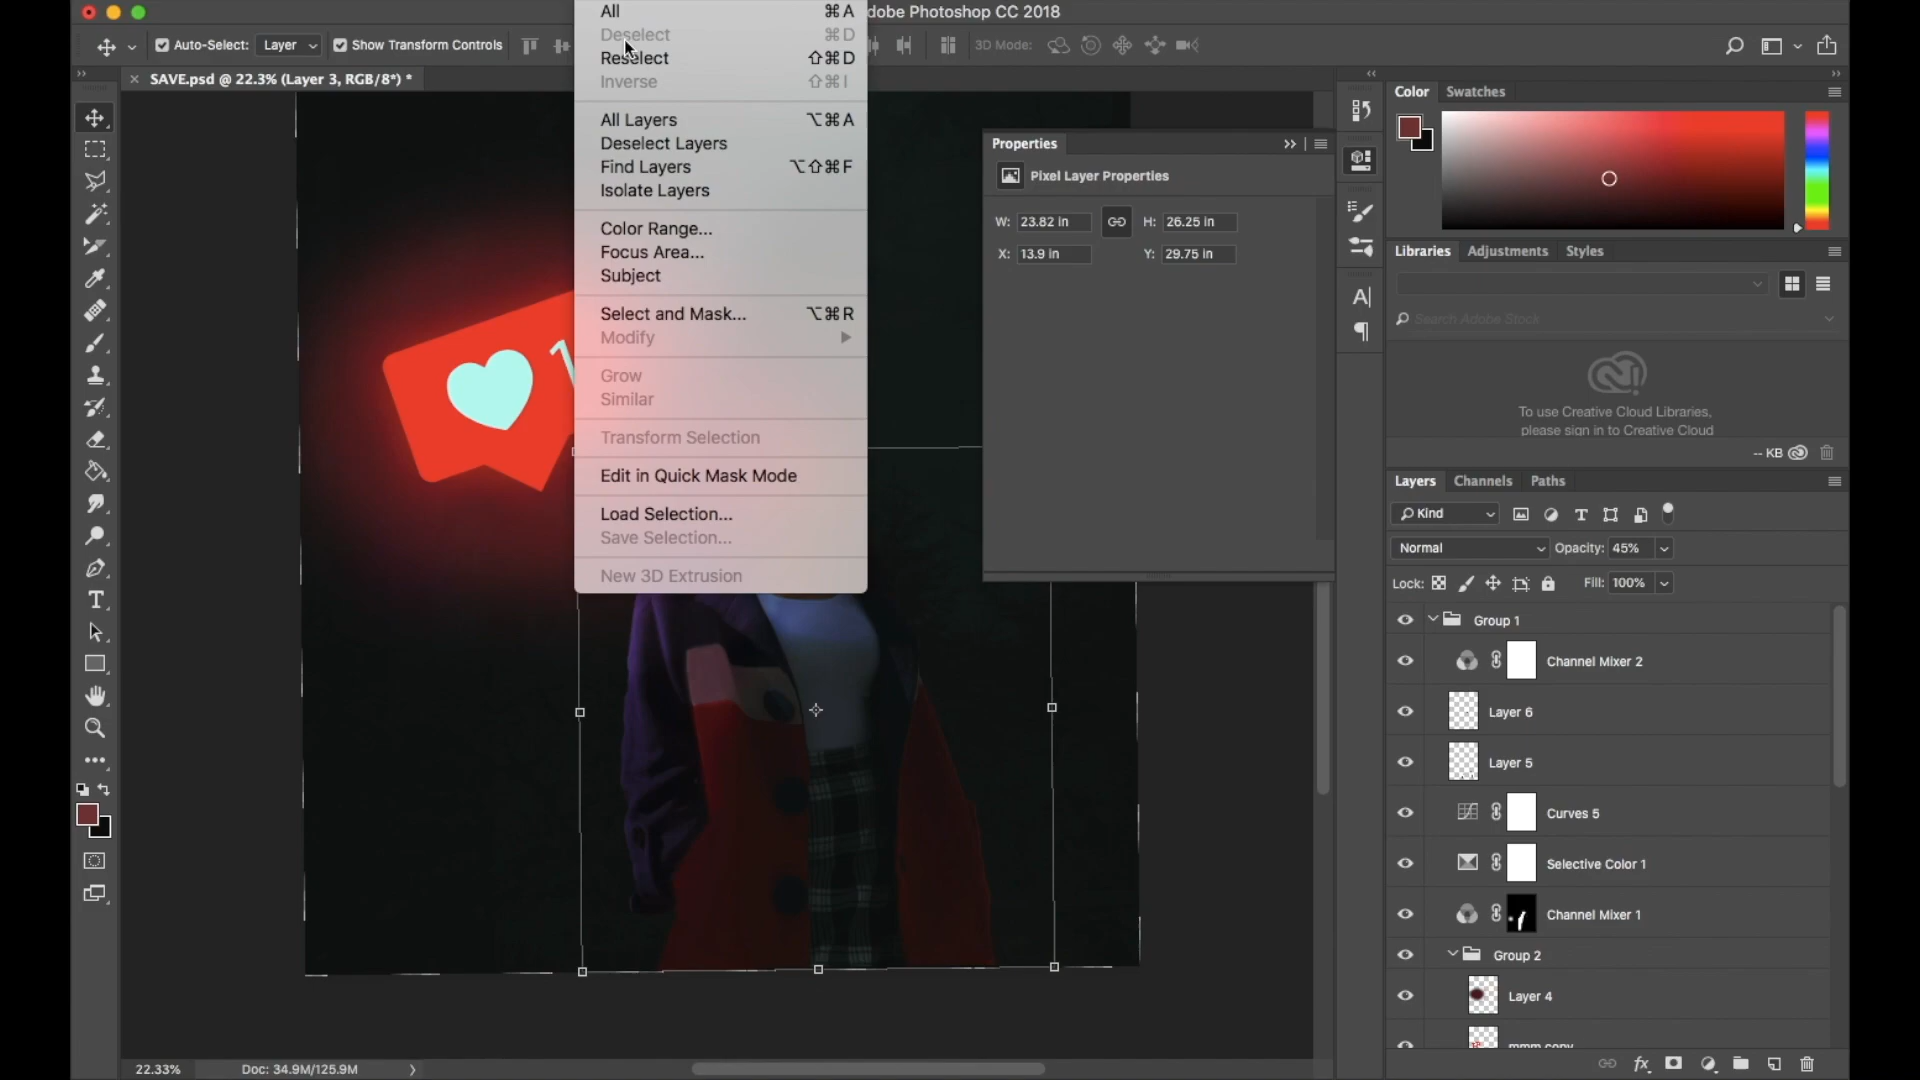 dobe Photoshop CC 2018
Auto-Select: Layer Show Transform Controls 3D Mode:
SAVE.psd @ 22.3% (Layer 3, RGB/8*) *
All ⌘A
Deselect ⌘D
Reselect ⇧⌘D
Inverse ⇧⌘I
All Layers ⌥⌘A
Deselect Layers
Find Layers ⌥⇧⌘F
Isolate Layers
Color Range...
Focus Area...
Subject
Select and Mask... ⌥⌘R
Modify
Grow
Similar
Transform Selection
Edit in Quick Mask Mode
Load Selection...
Save Selection...
New 3D Extrusion
Properties
Pixel Layer Properties
W: 23.82 in H: 26.25 in
X: 13.9 in Y: 29.75 in
Color Swatches
Libraries Adjustments Styles
Search Adobe Stock
To use Creative Cloud Libraries,
please sign in to Creative Cloud
-- KB
Layers Channels Paths
Kind
Normal Opacity: 45%
Lock: Fill: 100%
Group 1
Channel Mixer 2
Layer 6
Layer 5
Curves 5
Selective Color 1
Channel Mixer 1
Group 2
Layer 4
mmm copy
22.33% Doc: 34.9M/125.9M